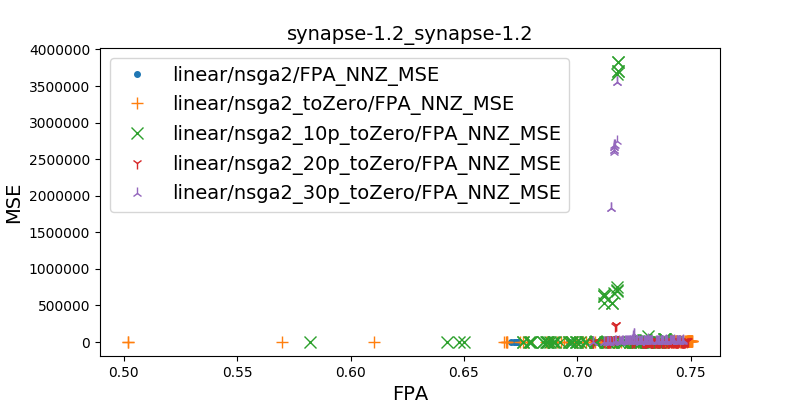 synapse-1.2_synapse-1.2
4000000
3500000
3000000
2500000
2000000
1500000
1000000
500000
0
MSE
linear/nsga2/FPA_NNZ_MSE
linear/nsga2_toZero/FPA_NNZ_MSE
linear/nsga2_10p_toZero/FPA_NNZ_MSE
linear/nsga2_20p_toZero/FPA_NNZ_MSE
linear/nsga2_30p_toZero/FPA_NNZ_MSE
0.50 0.55 0.60 0.65 0.70 0.75
FPA